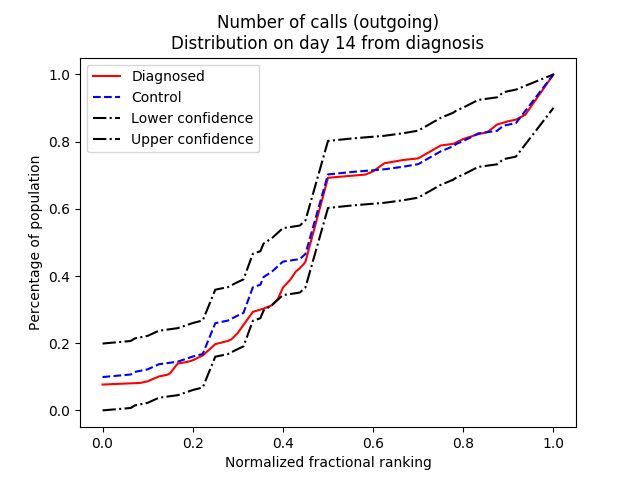 Number of calls (outgoing)
Distribution on day 14 from diagnosis
Diagnosed
Control
Lower confidence
Upper confidence
Percentage of population
1.0
0.8
0.6
0.4
0.2
0.0
0.0 0.2 0.4 0.6 0.8 1.0
Normalized fractional ranking